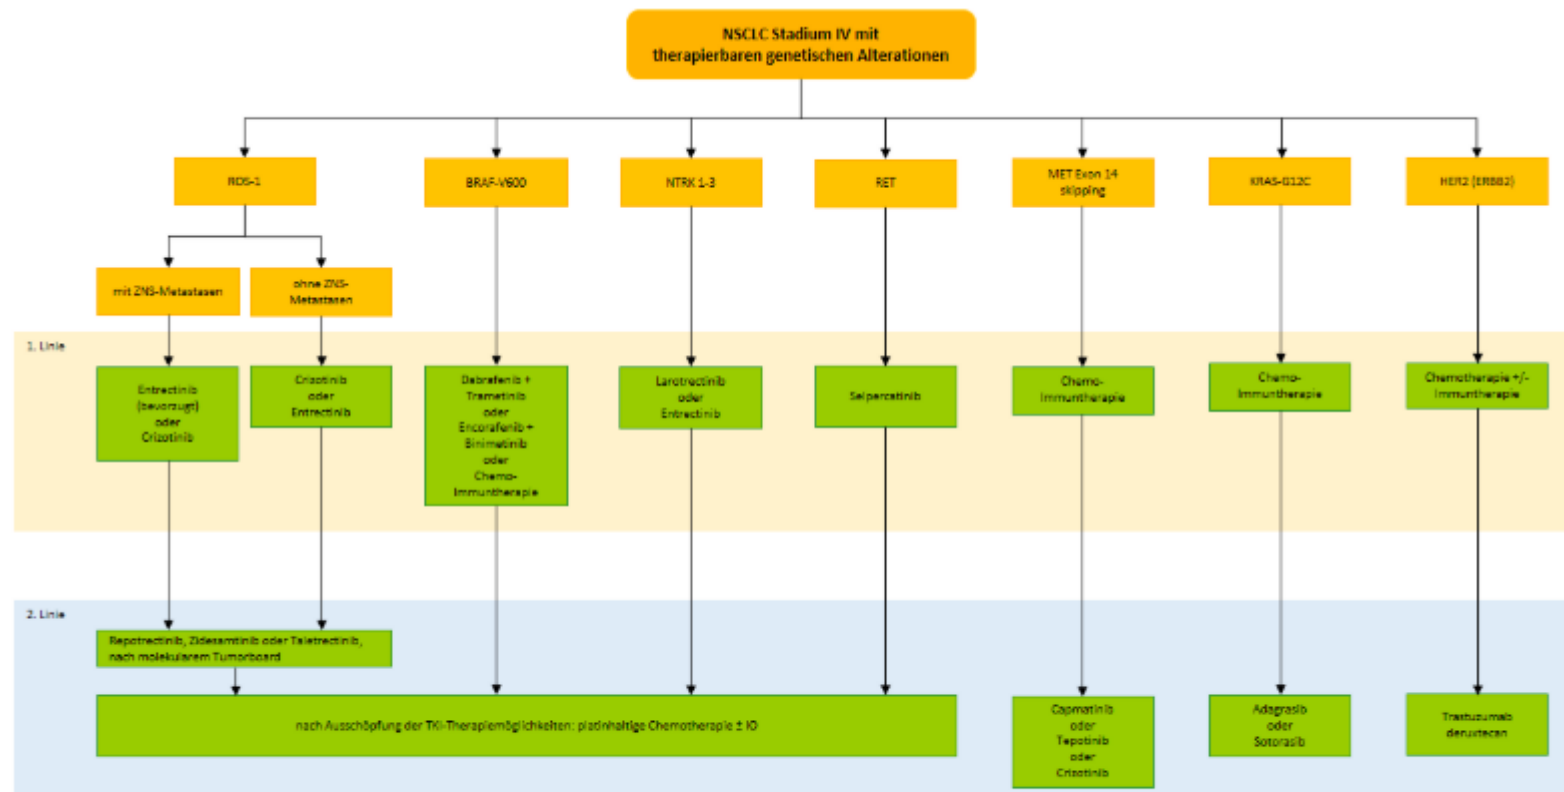 NSCLC Stadium IV mit
therapierbaren genetischen Alterationen
ROS-1
BRAF-V600
NTRK 1-3
RET
MET Exon 14
skipping
KRAS-G12C
HER2 (ERBB2)
mit ZNS-Metastasen
ohne ZNS-
Metastasen
1. Linie
Entrectinib
(bevorzugt)
oder
Crizotinib
Crizotinib
oder
Entrectinib
Dabrafenib +
Trametinib
oder
Encorafenib +
Binimetinib
oder
Chemo-
Immuntherapie
Larotrectinib
oder
Entrectinib
Selpercatinib
Chemo-
Immuntherapie
Chemo-
Immuntherapie
Chemotherapie +/-
Immuntherapie
2. Linie
Repotrectinib, Zidesamtinib oder Taletrectinib,
nach molekularem Tumorboard
nach Ausschöpfung der TKI-Therapiemöglichkeiten: platinhaltige Chemotherapie ± IO
Capmatinib
oder
Tepotinib
oder
Crizotinib
Adagrasib
oder
Sotorasib
Trastuzumab
deruxtecan